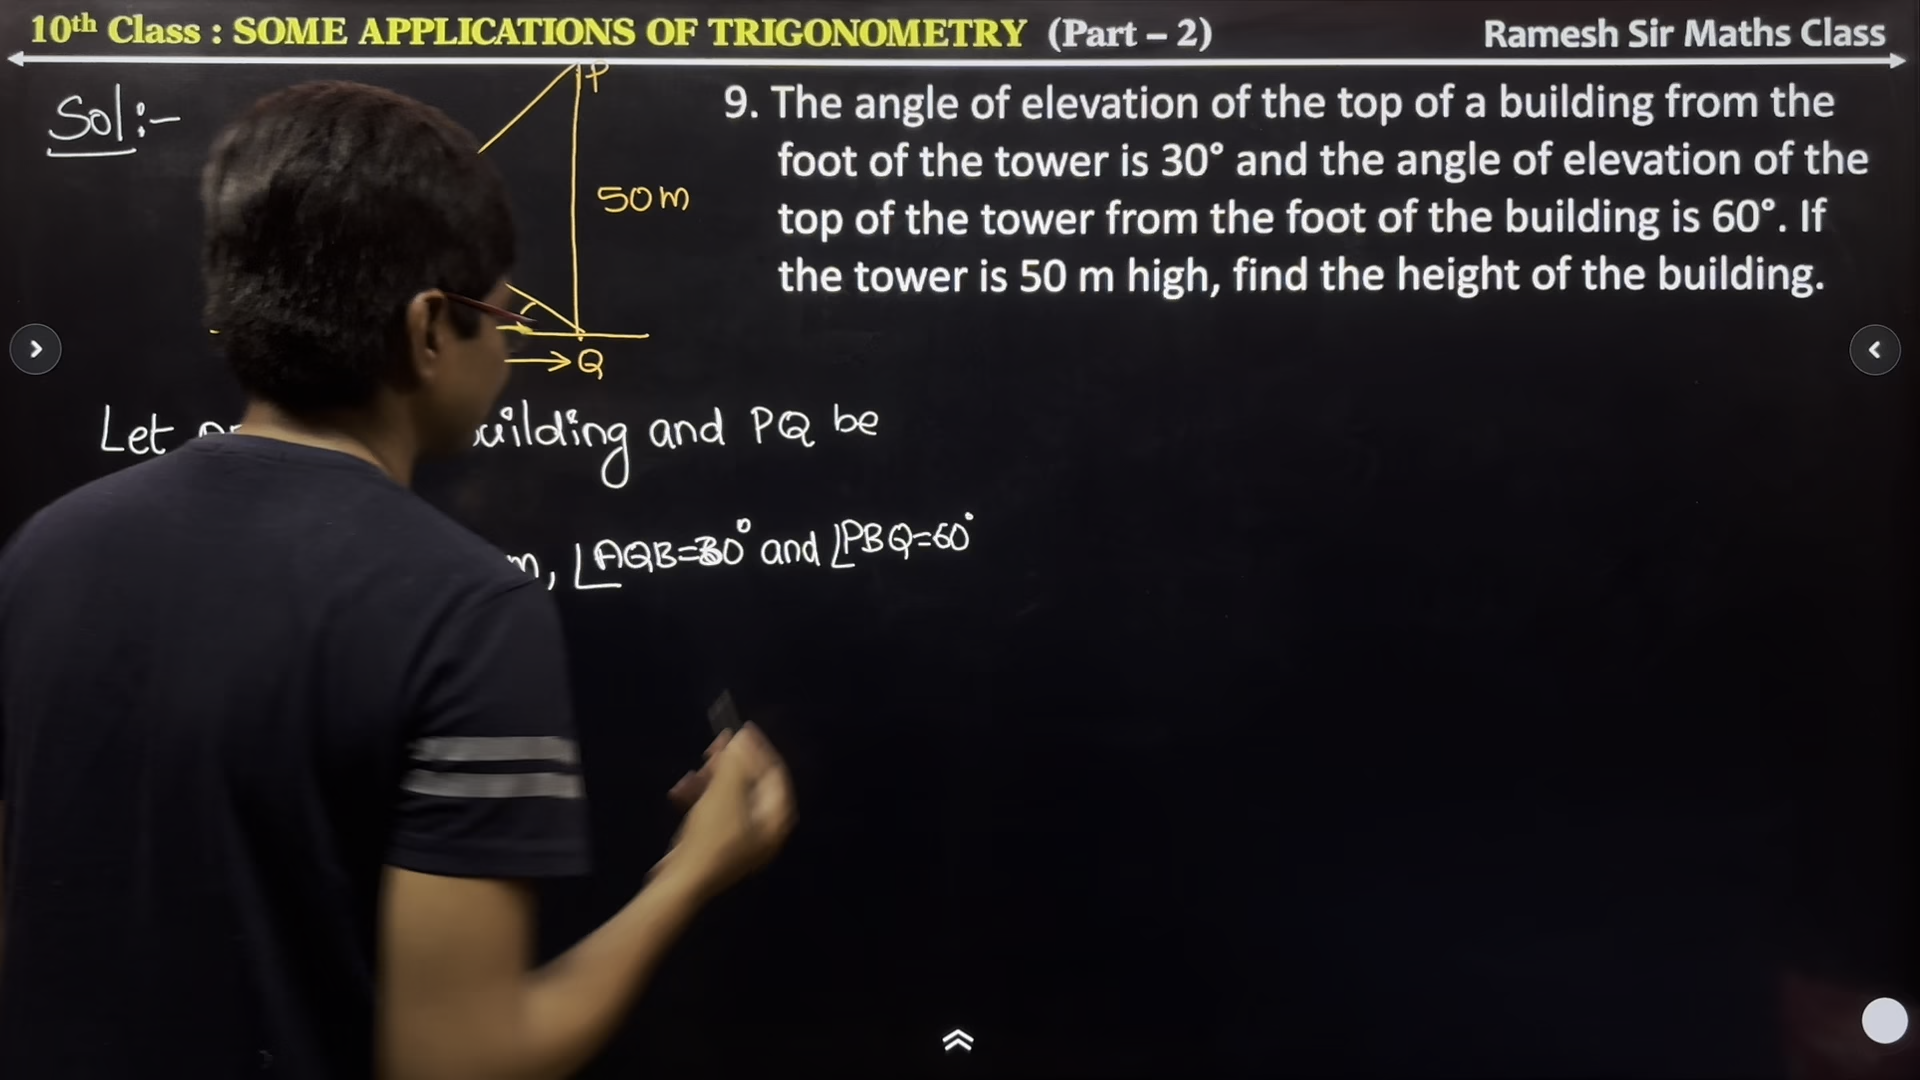 10th Class : SOME APPLICATIONS OF TRIGONOMETRY (Part – 2)
Ramesh Sir Maths Class
Sol:-
P
50m
Q
9. The angle of elevation of the top of a building from the
foot of the tower is 30° and the angle of elevation of the
top of the tower from the foot of the building is 60°. If
the tower is 50 m high, find the height of the building.
Let uilding and PQ be
m, ∠AQB=30° and ∠PBQ=60°